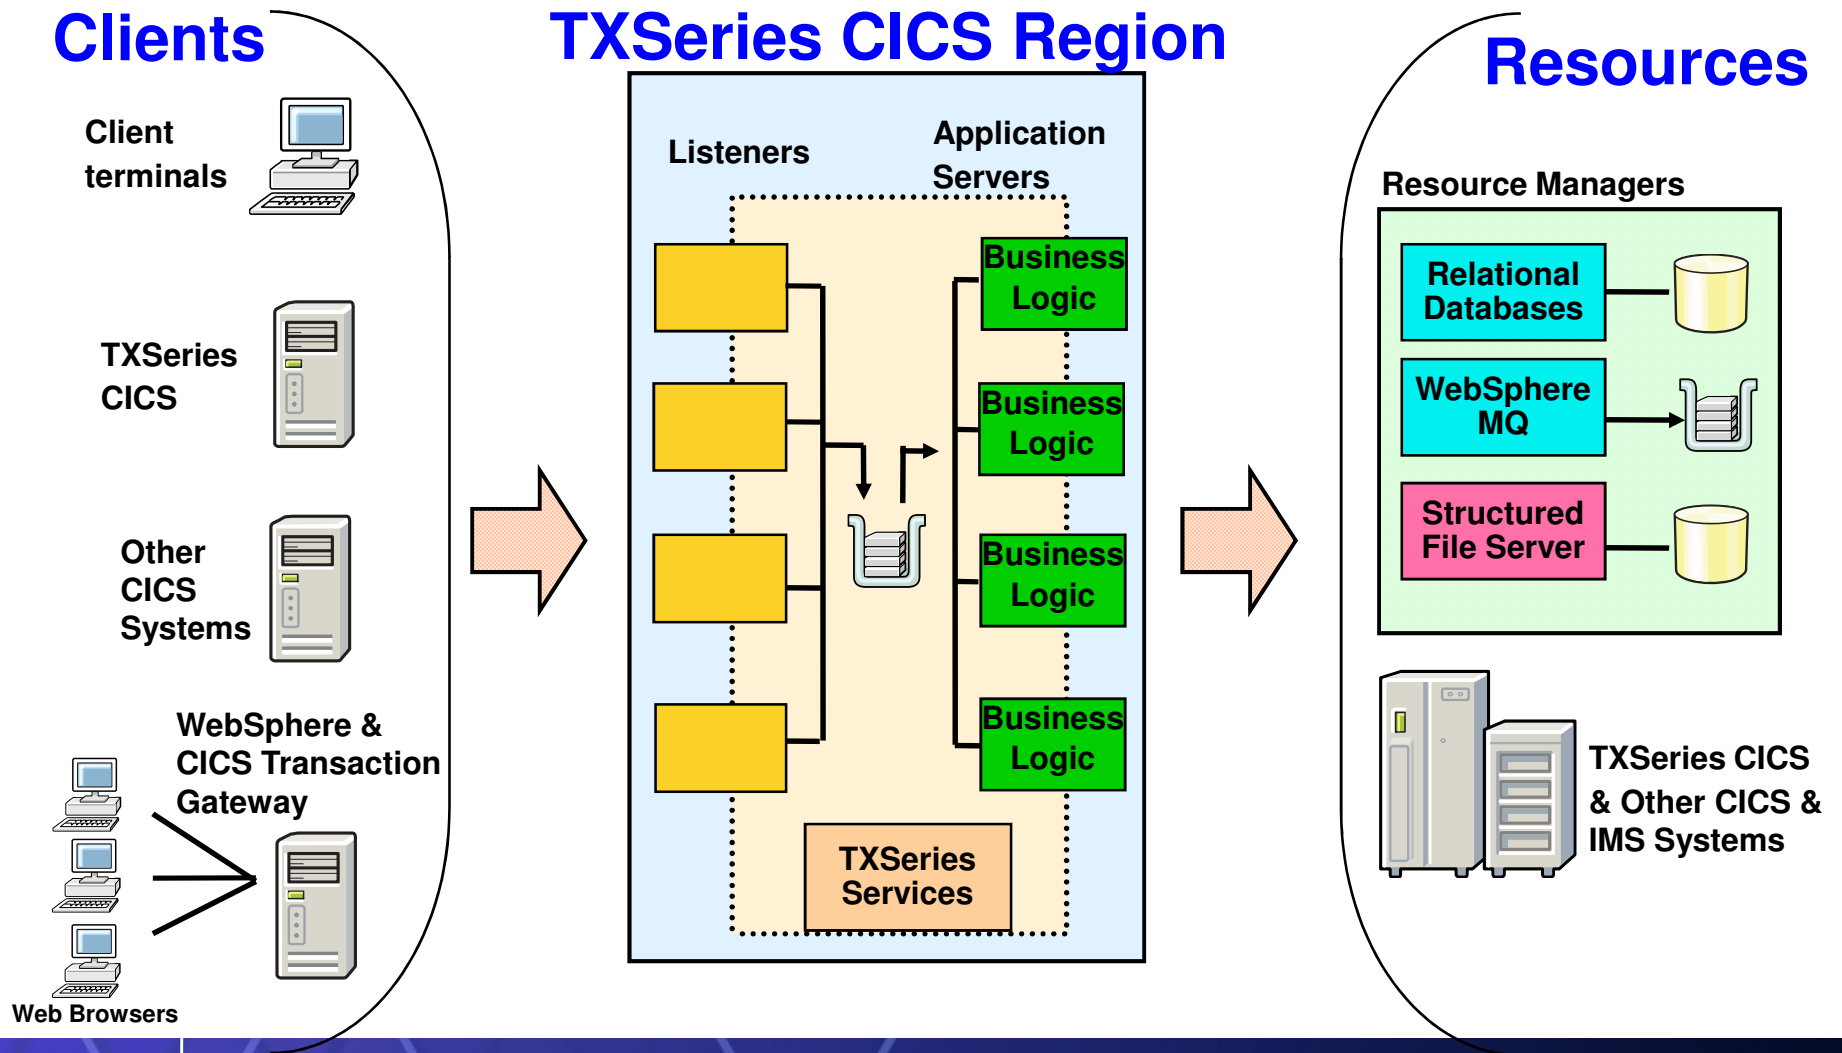 Clients
TXSeries CICS Region
Resources
Client
terminals
TXSeries
CICS
Other
CICS
Systems
WebSphere &
CICS Transaction
Gateway
Web Browsers
Listeners
Application
Servers
Business
Logic
Business
Logic
Business
Logic
Business
Logic
TXSeries
Services
Resource Managers
Relational
Databases
WebSphere
MQ
Structured
File Server
TXSeries CICS
& Other CICS &
IMS Systems